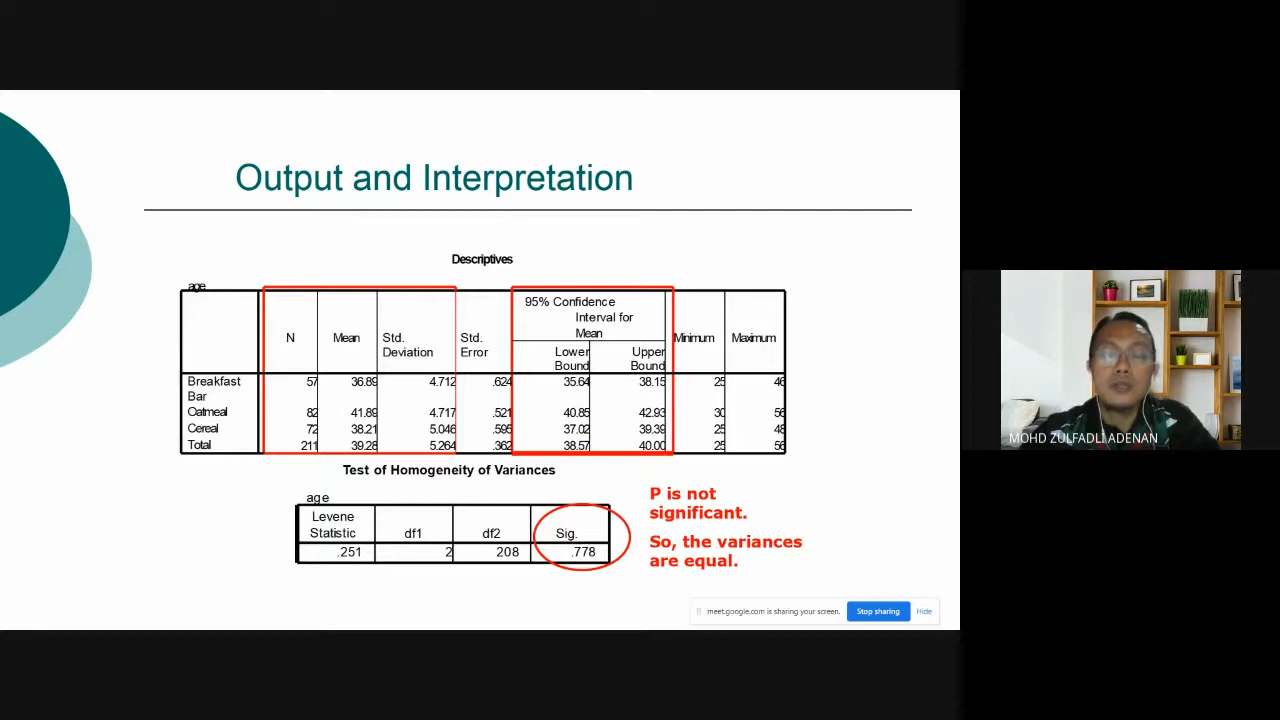 Output and Interpretation
Descriptives
age
N Mean Std. Deviation Std. Error 95% Confidence Interval for Mean Minimum Maximum
Lower Bound Upper Bound
Breakfast Bar 57 36.89 4.712 .624 35.64 38.15 25 46
Oatmeal 82 41.89 4.717 .521 40.85 42.93 30 56
Cereal 72 38.21 5.046 .595 37.02 39.39 25 48
Total 211 39.28 5.264 .362 38.57 40.00 25 56
Test of Homogeneity of Variances
age
Levene Statistic df1 df2 Sig.
.251 2 208 .778
P is not
significant.
So, the variances
are equal.
meet.google.com is sharing your screen. Stop sharing Hide
MOHD ZULFADLI ADENAN